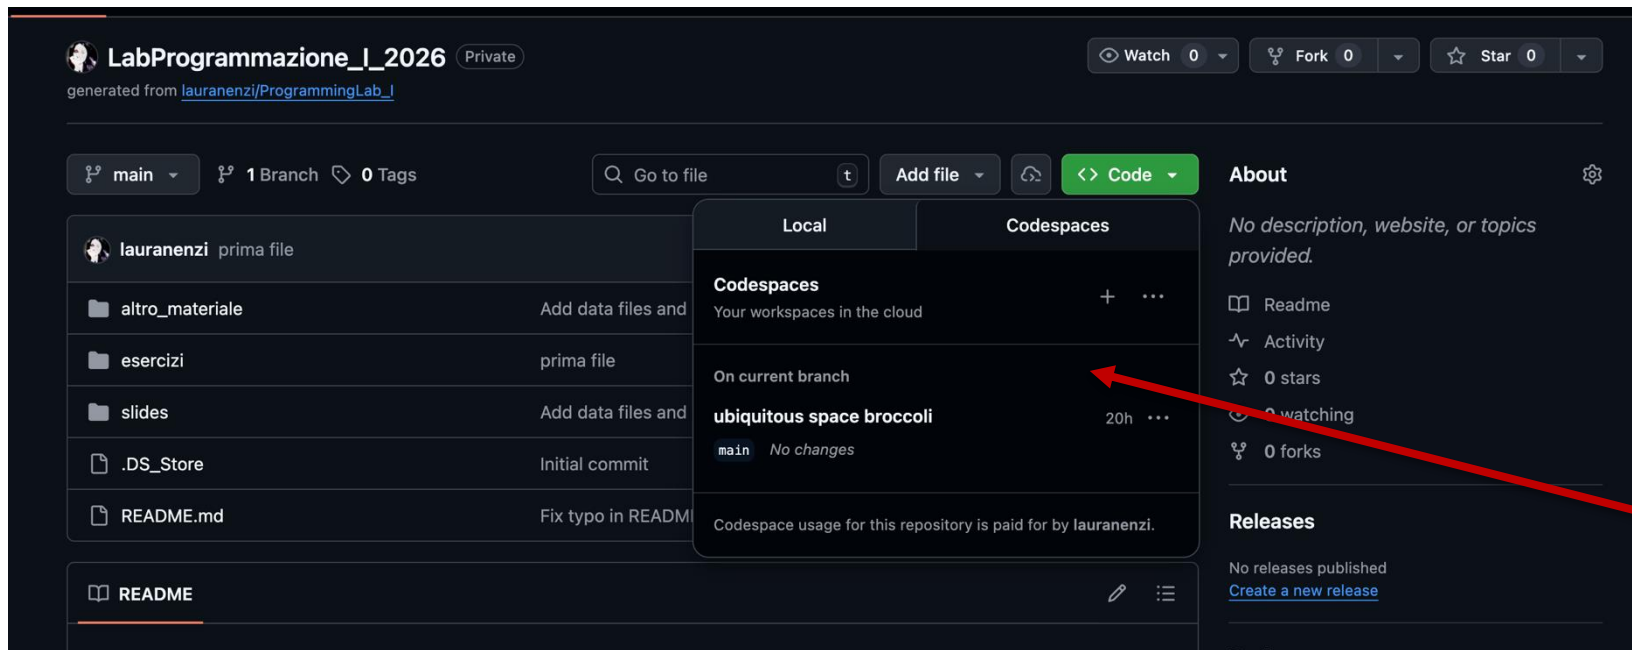 LabProgrammazione_I_2026 Private
Watch 0
Fork 0
Star 0
generated from lauranenzi/ProgrammingLab_I
main
1 Branch
0 Tags
Go to file
t
Add file
<> Code
Local
Codespaces
Codespaces
Your workspaces in the cloud
On current branch
ubiquitous space broccoli
20h
main No changes
Codespace usage for this repository is paid for by lauranenzi.
lauranenzi prima file
altro_materiale Add data files and
esercizi prima file
slides Add data files and
.DS_Store Initial commit
README.md Fix typo in READM
README
About
No description, website, or topics
provided.
Readme
Activity
0 stars
watching
0 forks
Releases
No releases published
Create a new release